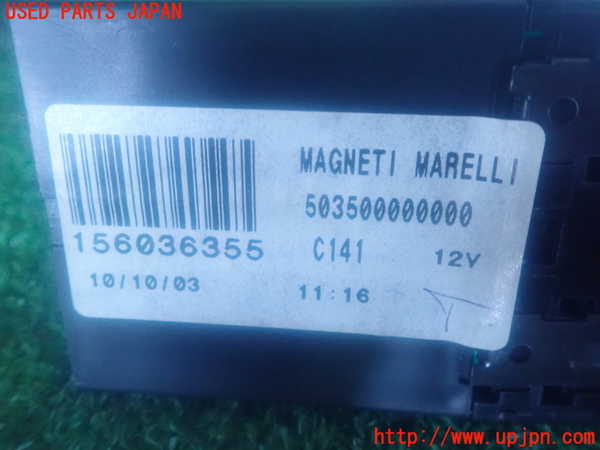 USED PARTS JAPAN
MAGNETI MARELLI
503500000000
156036355
C141 12V
10/10/03 11:16
http://www.upjpn.com